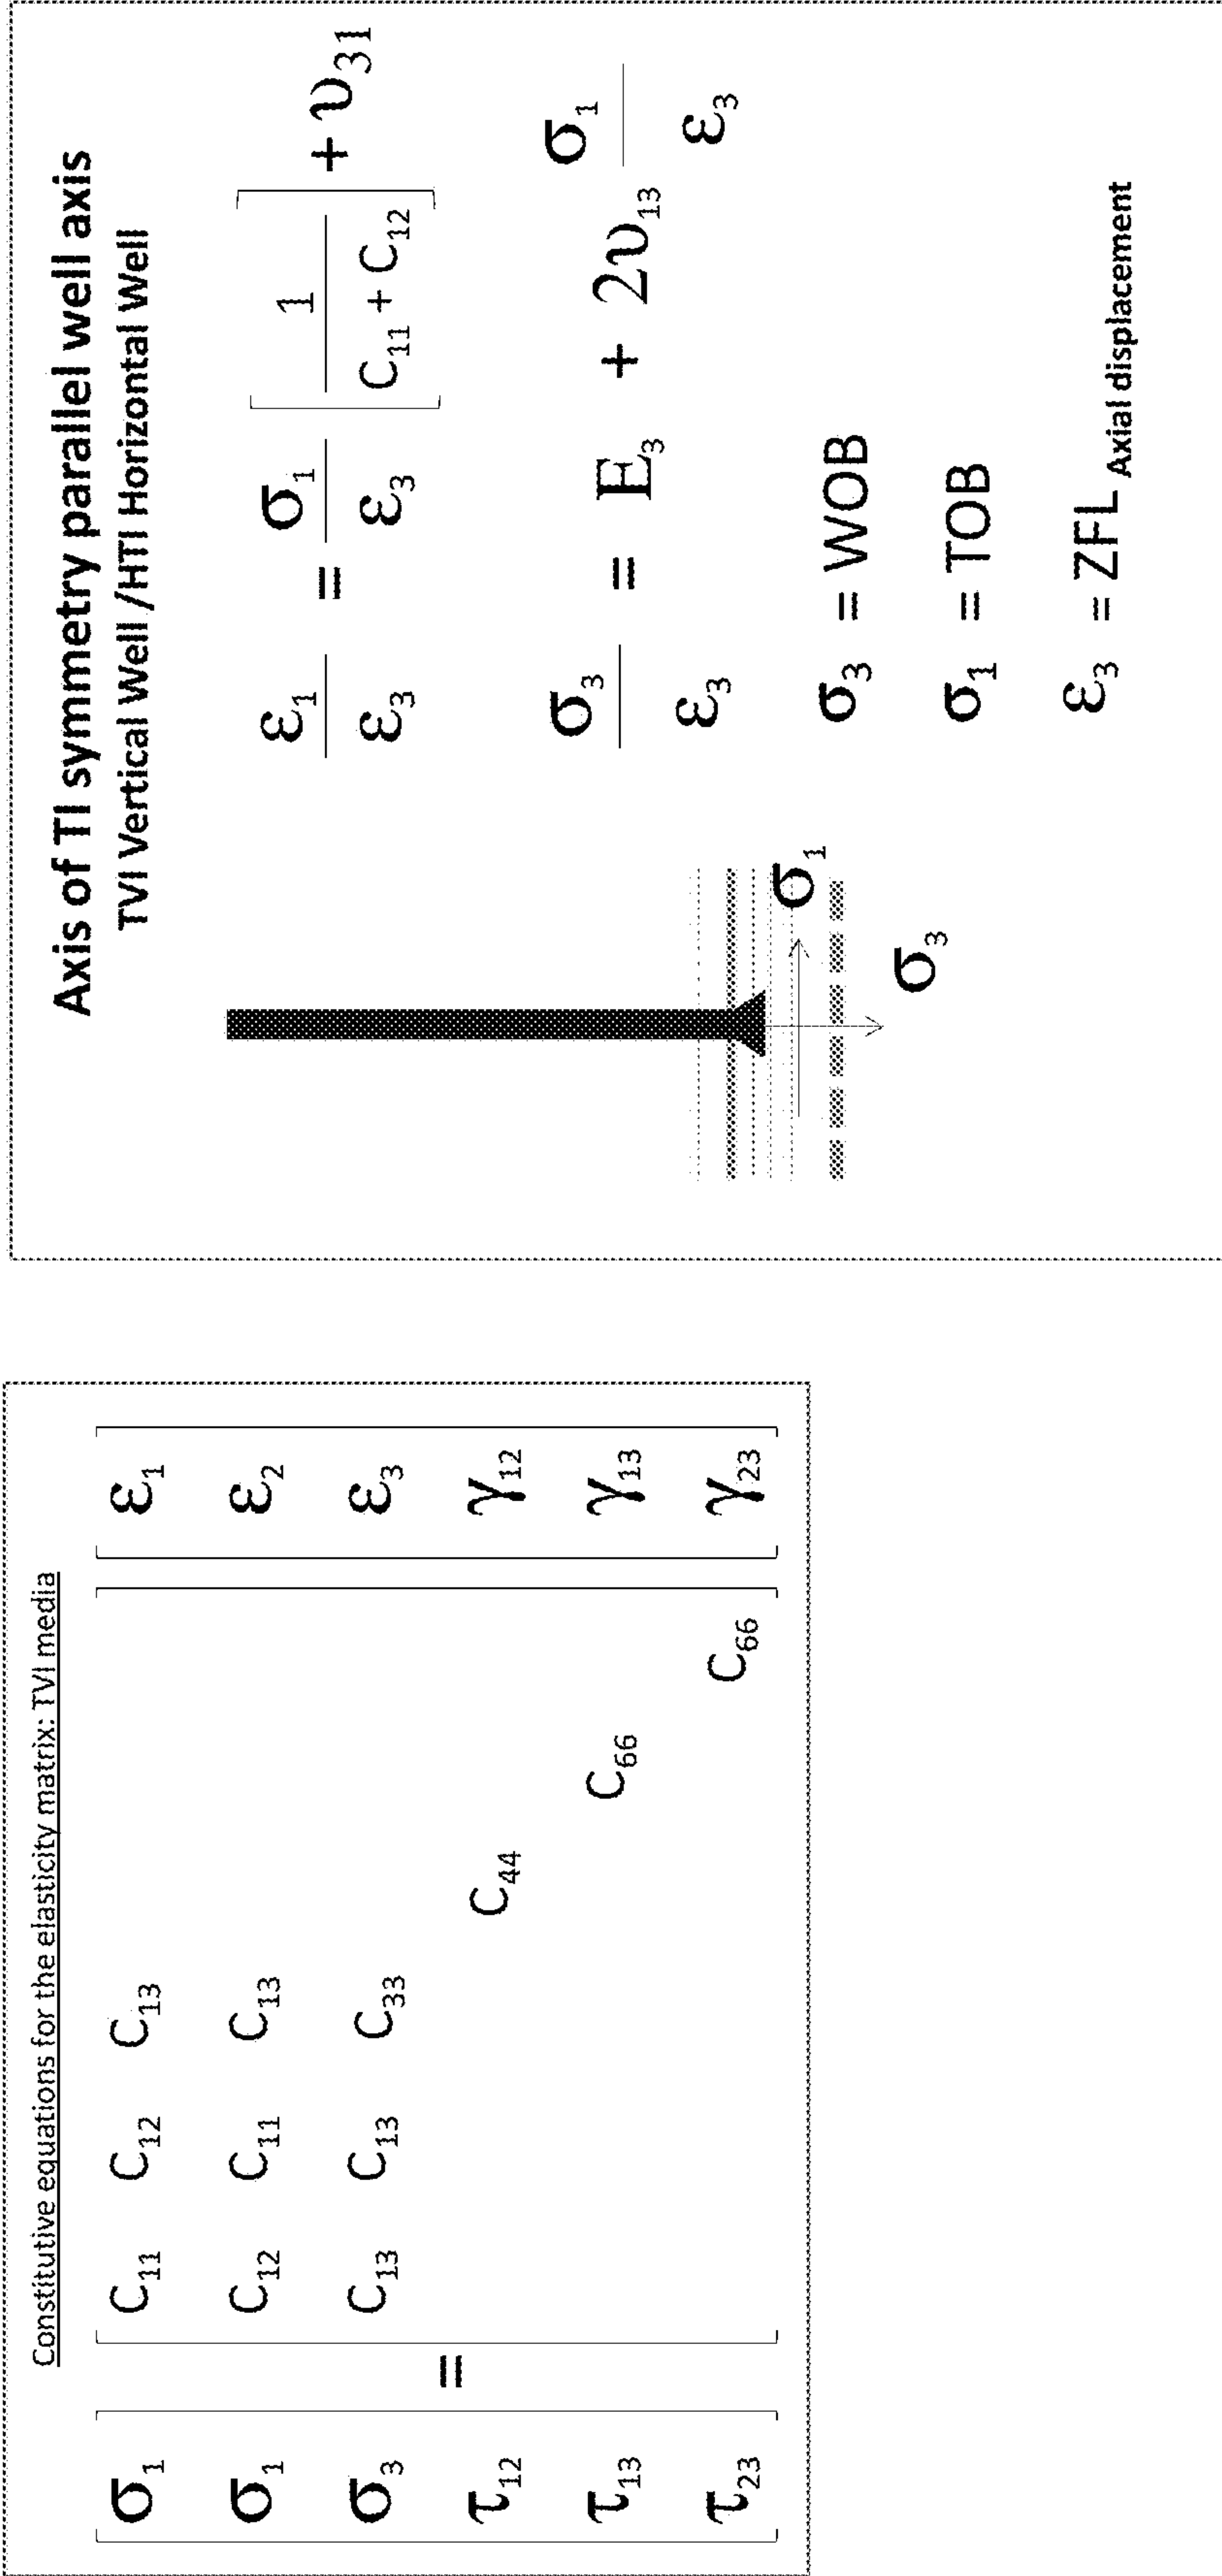 Constitutive equations for the elasticity matrix: TVI media
σ₁ C₁₁ C₁₂ C₁₃ ε₁
σ₁ C₁₂ C₁₁ C₁₃ ε₂
σ₃ C₁₃ C₁₃ C₃₃ ε₃
=
τ₁₂ C₄₄ γ₁₂
τ₁₃ C₆₆ γ₁₃
τ₂₃ C₆₆ γ₂₃
Axis of TI symmetry parallel well axis
TVI Vertical Well /HTI Horizontal Well
ε₁ / ε₃ = σ₁ / ε₃ [ 1 / C₁₁ + C₁₂ ] + υ₃₁
σ₃ / ε₃ = E₃ + 2υ₁₃ σ₁ / ε₃
σ₃ = WOB
σ₁ = TOB
ε₃ = ZFL Axial displacement
σ₁
σ₃